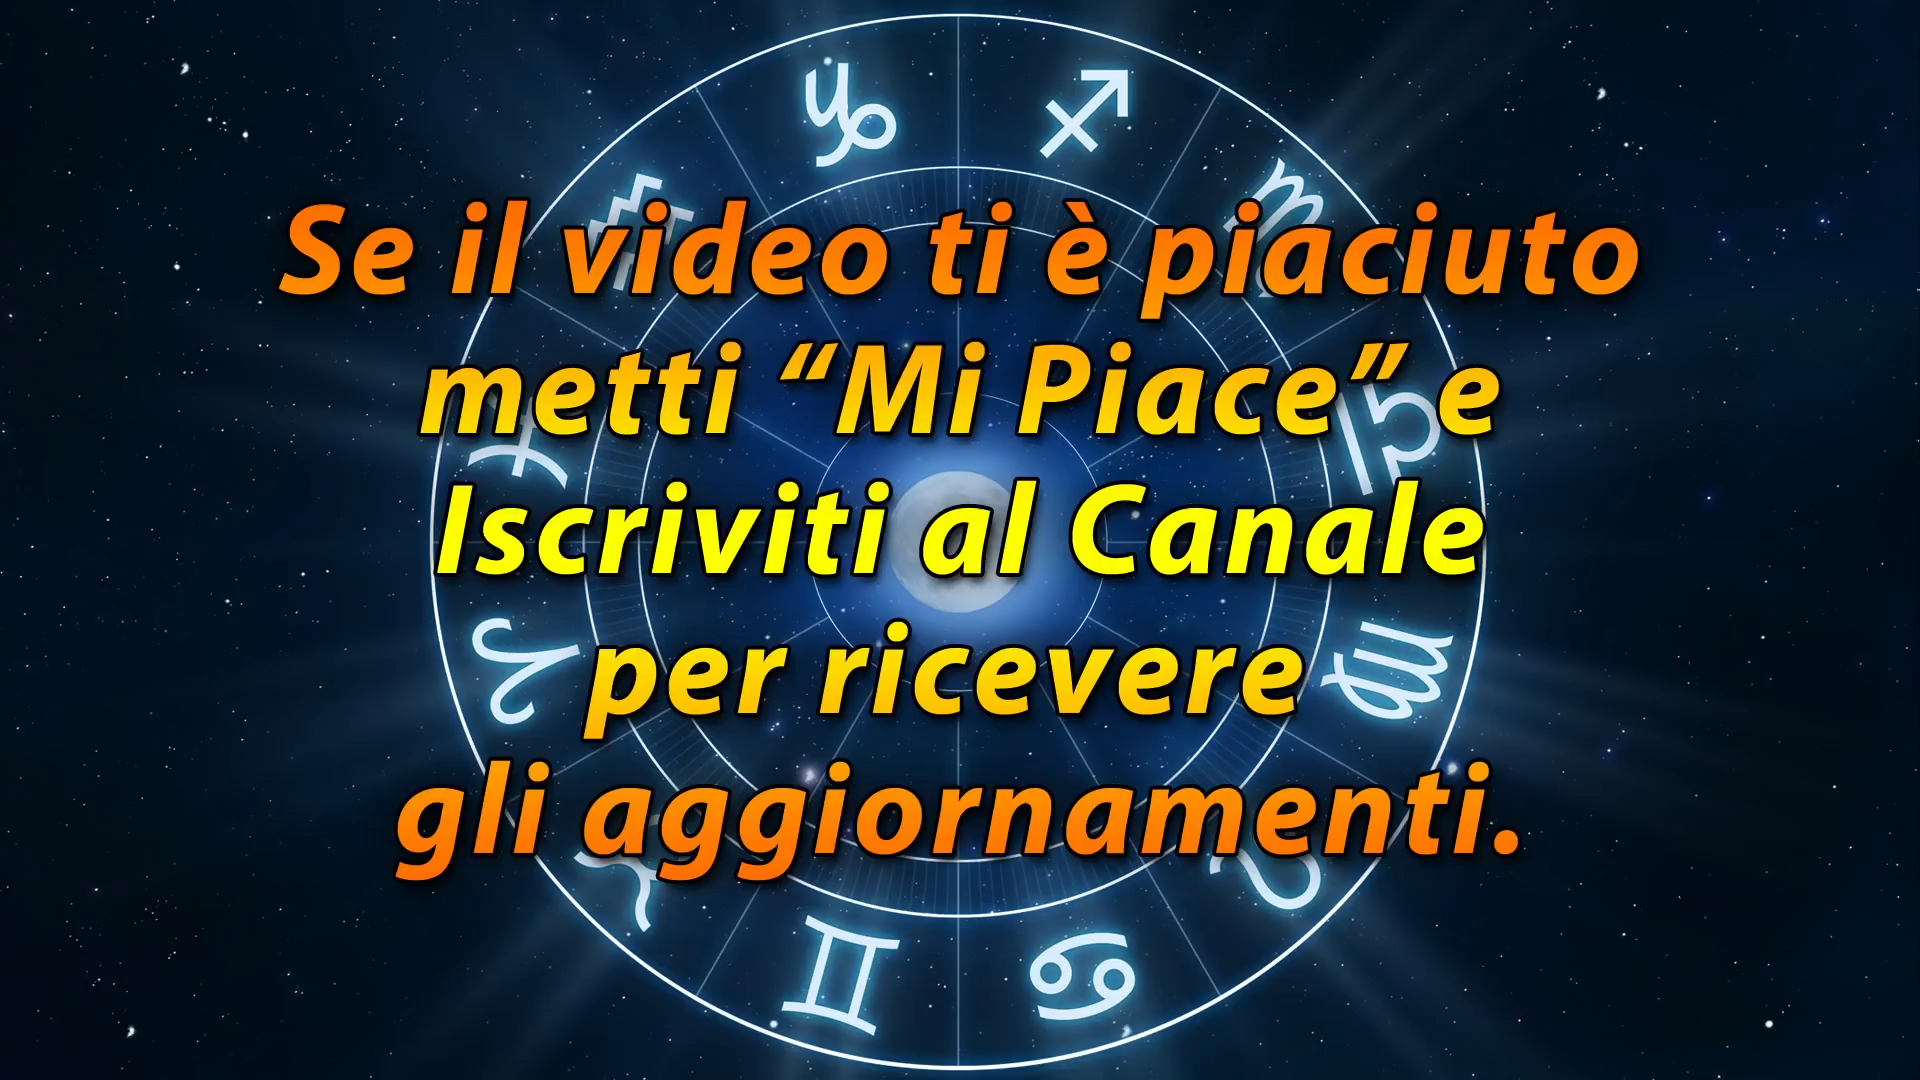 Se il video ti è piaciuto
metti “Mi Piace” e
Iscriviti al Canale
per ricevere
gli aggiornamenti.